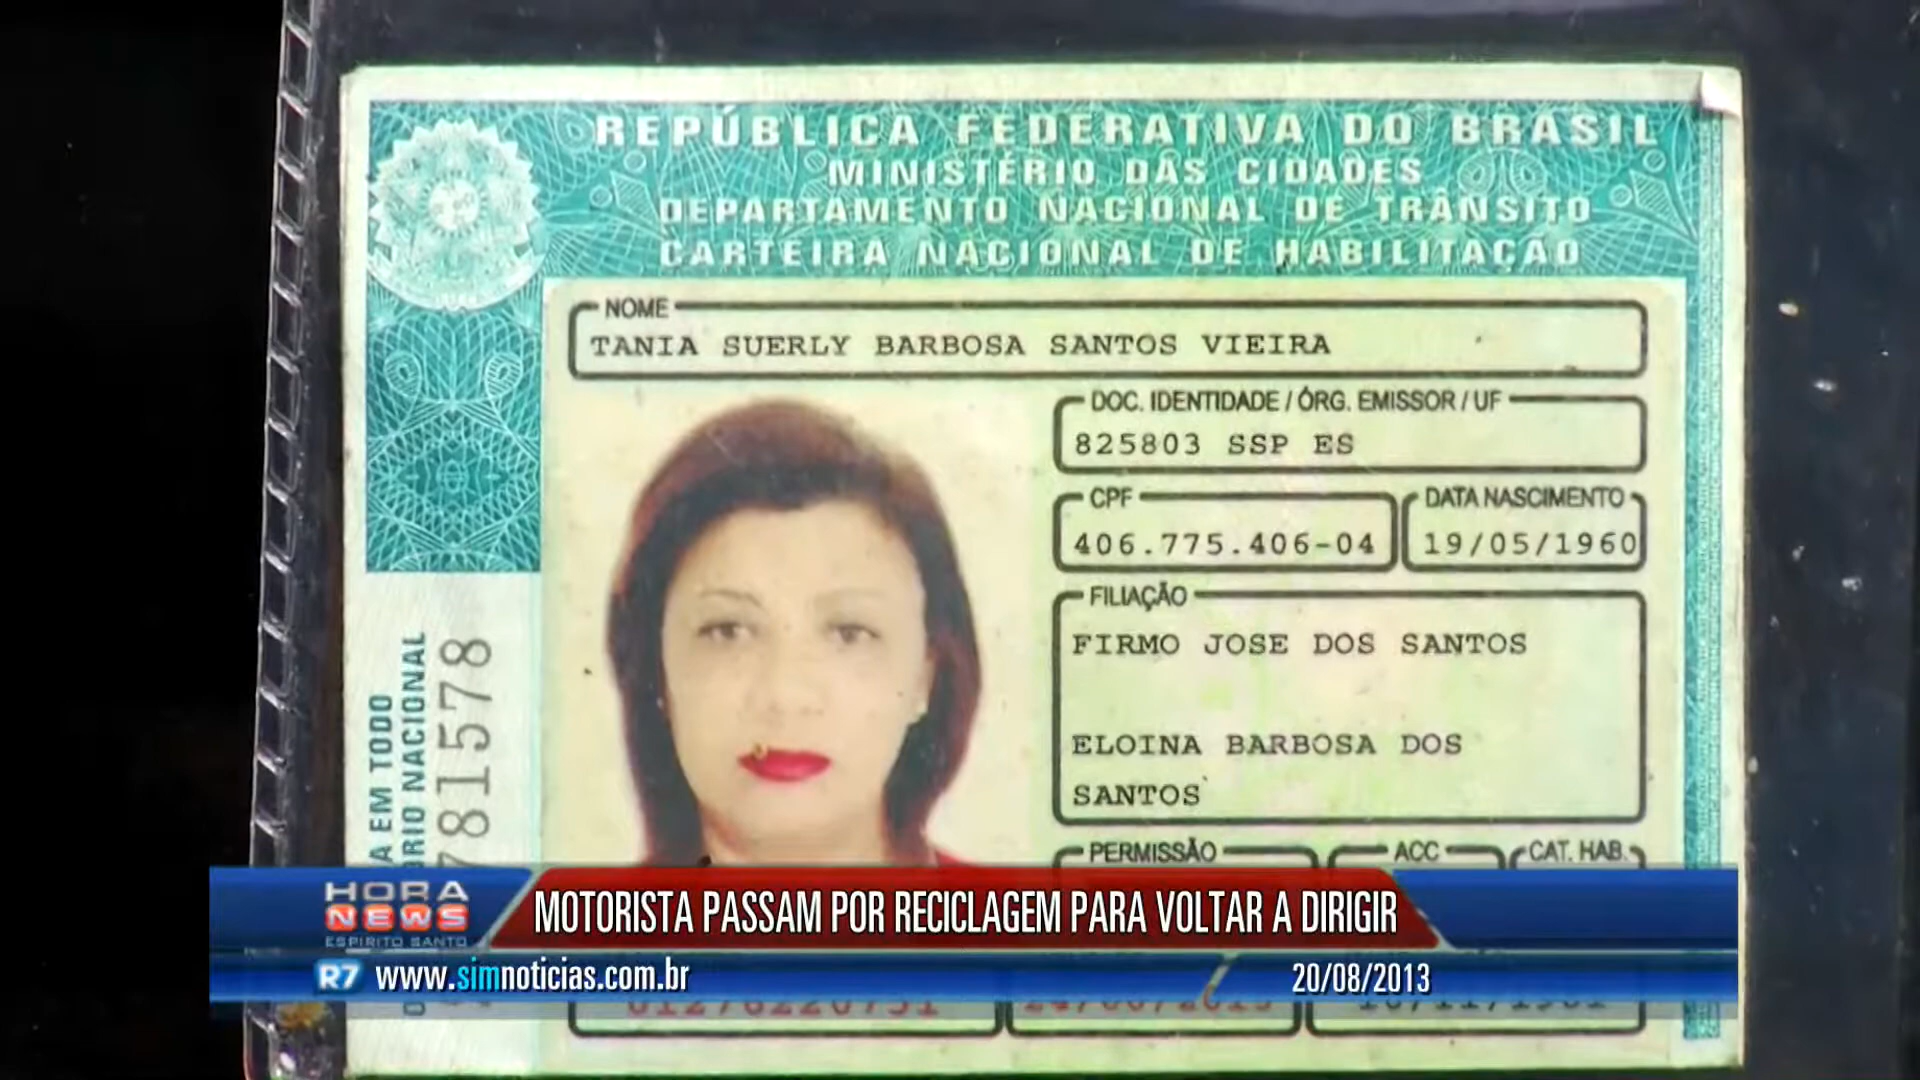 REPÚBLICA FEDERATIVA DO BRASIL
MINISTÉRIO DAS CIDADES
DEPARTAMENTO NACIONAL DE TRÂNSITO
CARTEIRA NACIONAL DE HABILITAÇÃO
NOME
TANIA SUERLY BARBOSA SANTOS VIEIRA
DOC. IDENTIDADE / ÓRG. EMISSOR / UF
825803 SSP ES
CPF
406.775.406-04
DATA NASCIMENTO
19/05/1960
FILIAÇÃO
FIRMO JOSE DOS SANTOS
ELOINA BARBOSA DOS
SANTOS
PERMISSÃO
ACC
CAT. HAB.
A EM TODO
ÓRIO NACIONAL
781578
HORA
NEWS
ESPÍRITO SANTO
MOTORISTA PASSAM POR RECICLAGEM PARA VOLTAR A DIRIGIR
R7 www.simnoticias.com.br
20/08/2013